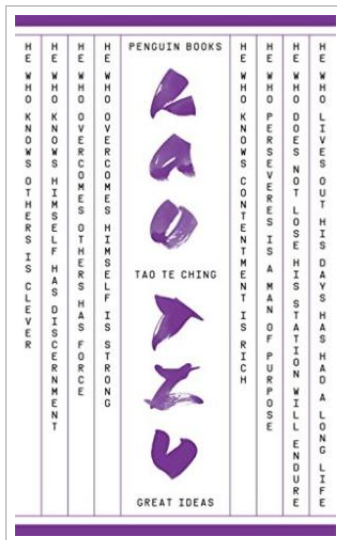 HE WHO KNOWS OTHERS IS CLEVER
HE WHO KNOWS HIMSELF HAS DISCERNMENT
HE WHO OVERCOMES OTHERS HAS FORCE
HE WHO OVERCOMES HIMSELF IS STRONG
PENGUIN BOOKS
LAO
TAO TE CHING
TZU
GREAT IDEAS
HE WHO KNOWS CONTENTMENT IS RICH
HE WHO PERSEVERES IS A MAN OF PURPOSE
HE WHO DOES NOT LOSE HIS STATION WILL ENDURE
HE WHO LIVES OUT HIS DAYS HAS HAD A LONG LIFE